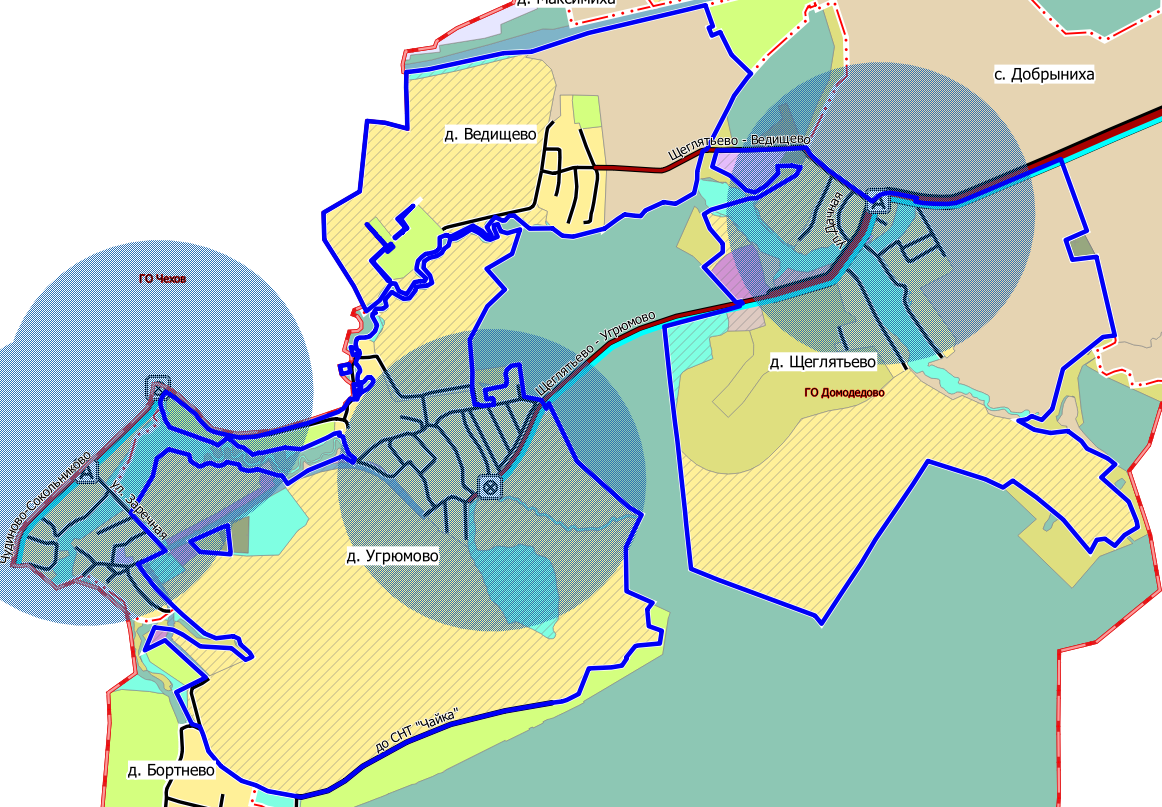 д. Максимиха
с. Добрыниха
д. Ведищево
Щеглятьево - Ведищево
ул. Дачная
ГО Чехов
Щеглятьево - Угрюмово
д. Щеглятьево
ГО Домодедово
Чудиново-Сокольниково
ул. Заречная
д. Угрюмово
до СНТ "Чайка"
д. Бортнево